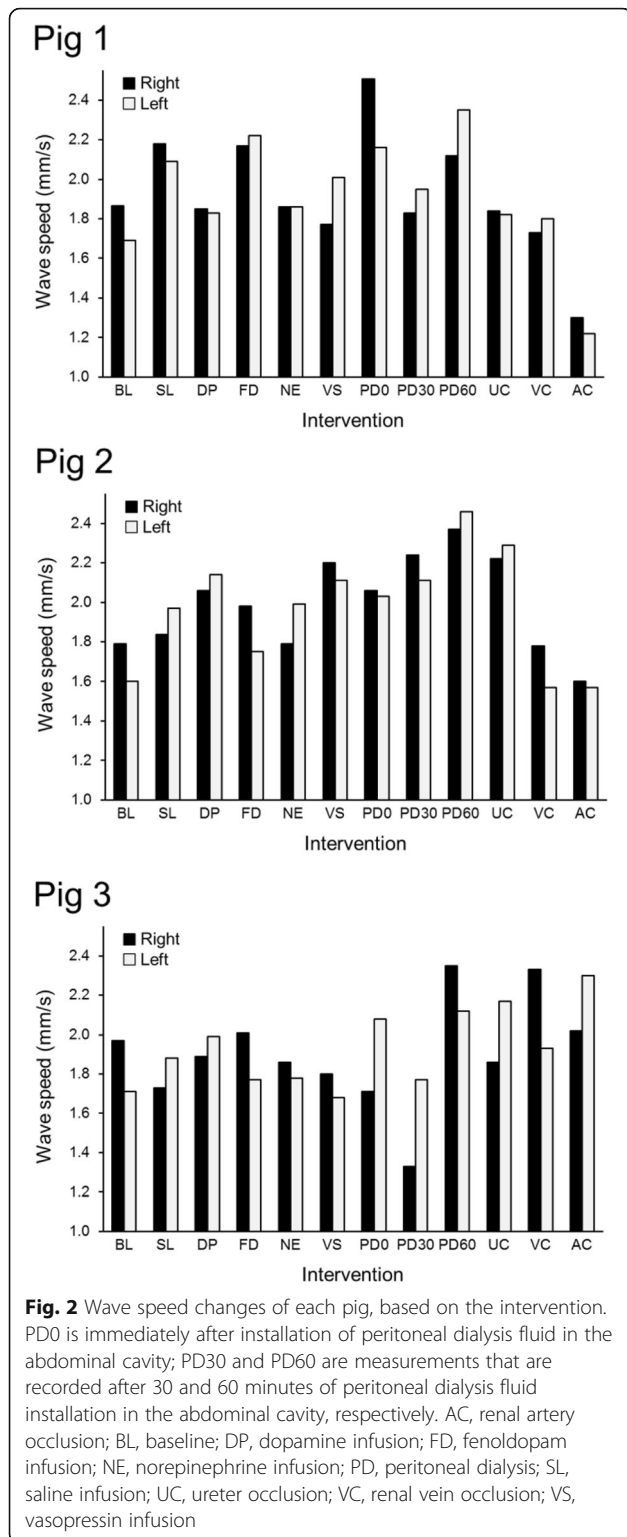 Pig 1
Right
Left
Wave speed (mm/s)
2.4
2.2
2.0
1.8
1.6
1.4
1.2
1.0
BL SL DP FD NE VS PD0 PD30 PD60 UC VC AC
Intervention
Pig 2
Right
Left
Wave speed (mm/s)
2.4
2.2
2.0
1.8
1.6
1.4
1.2
1.0
BL SL DP FD NE VS PD0 PD30 PD60 UC VC AC
Intervention
Pig 3
Right
Left
Wave speed (mm/s)
2.4
2.2
2.0
1.8
1.6
1.4
1.2
1.0
BL SL DP FD NE VS PD0 PD30 PD60 UC VC AC
Intervention
Fig. 2 Wave speed changes of each pig, based on the intervention.
PD0 is immediately after installation of peritoneal dialysis fluid in the
abdominal cavity; PD30 and PD60 are measurements that are
recorded after 30 and 60 minutes of peritoneal dialysis fluid
installation in the abdominal cavity, respectively. AC, renal artery
occlusion; BL, baseline; DP, dopamine infusion; FD, fenoldopam
infusion; NE, norepinephrine infusion; PD, peritoneal dialysis; SL,
saline infusion; UC, ureter occlusion; VC, renal vein occlusion; VS,
vasopressin infusion